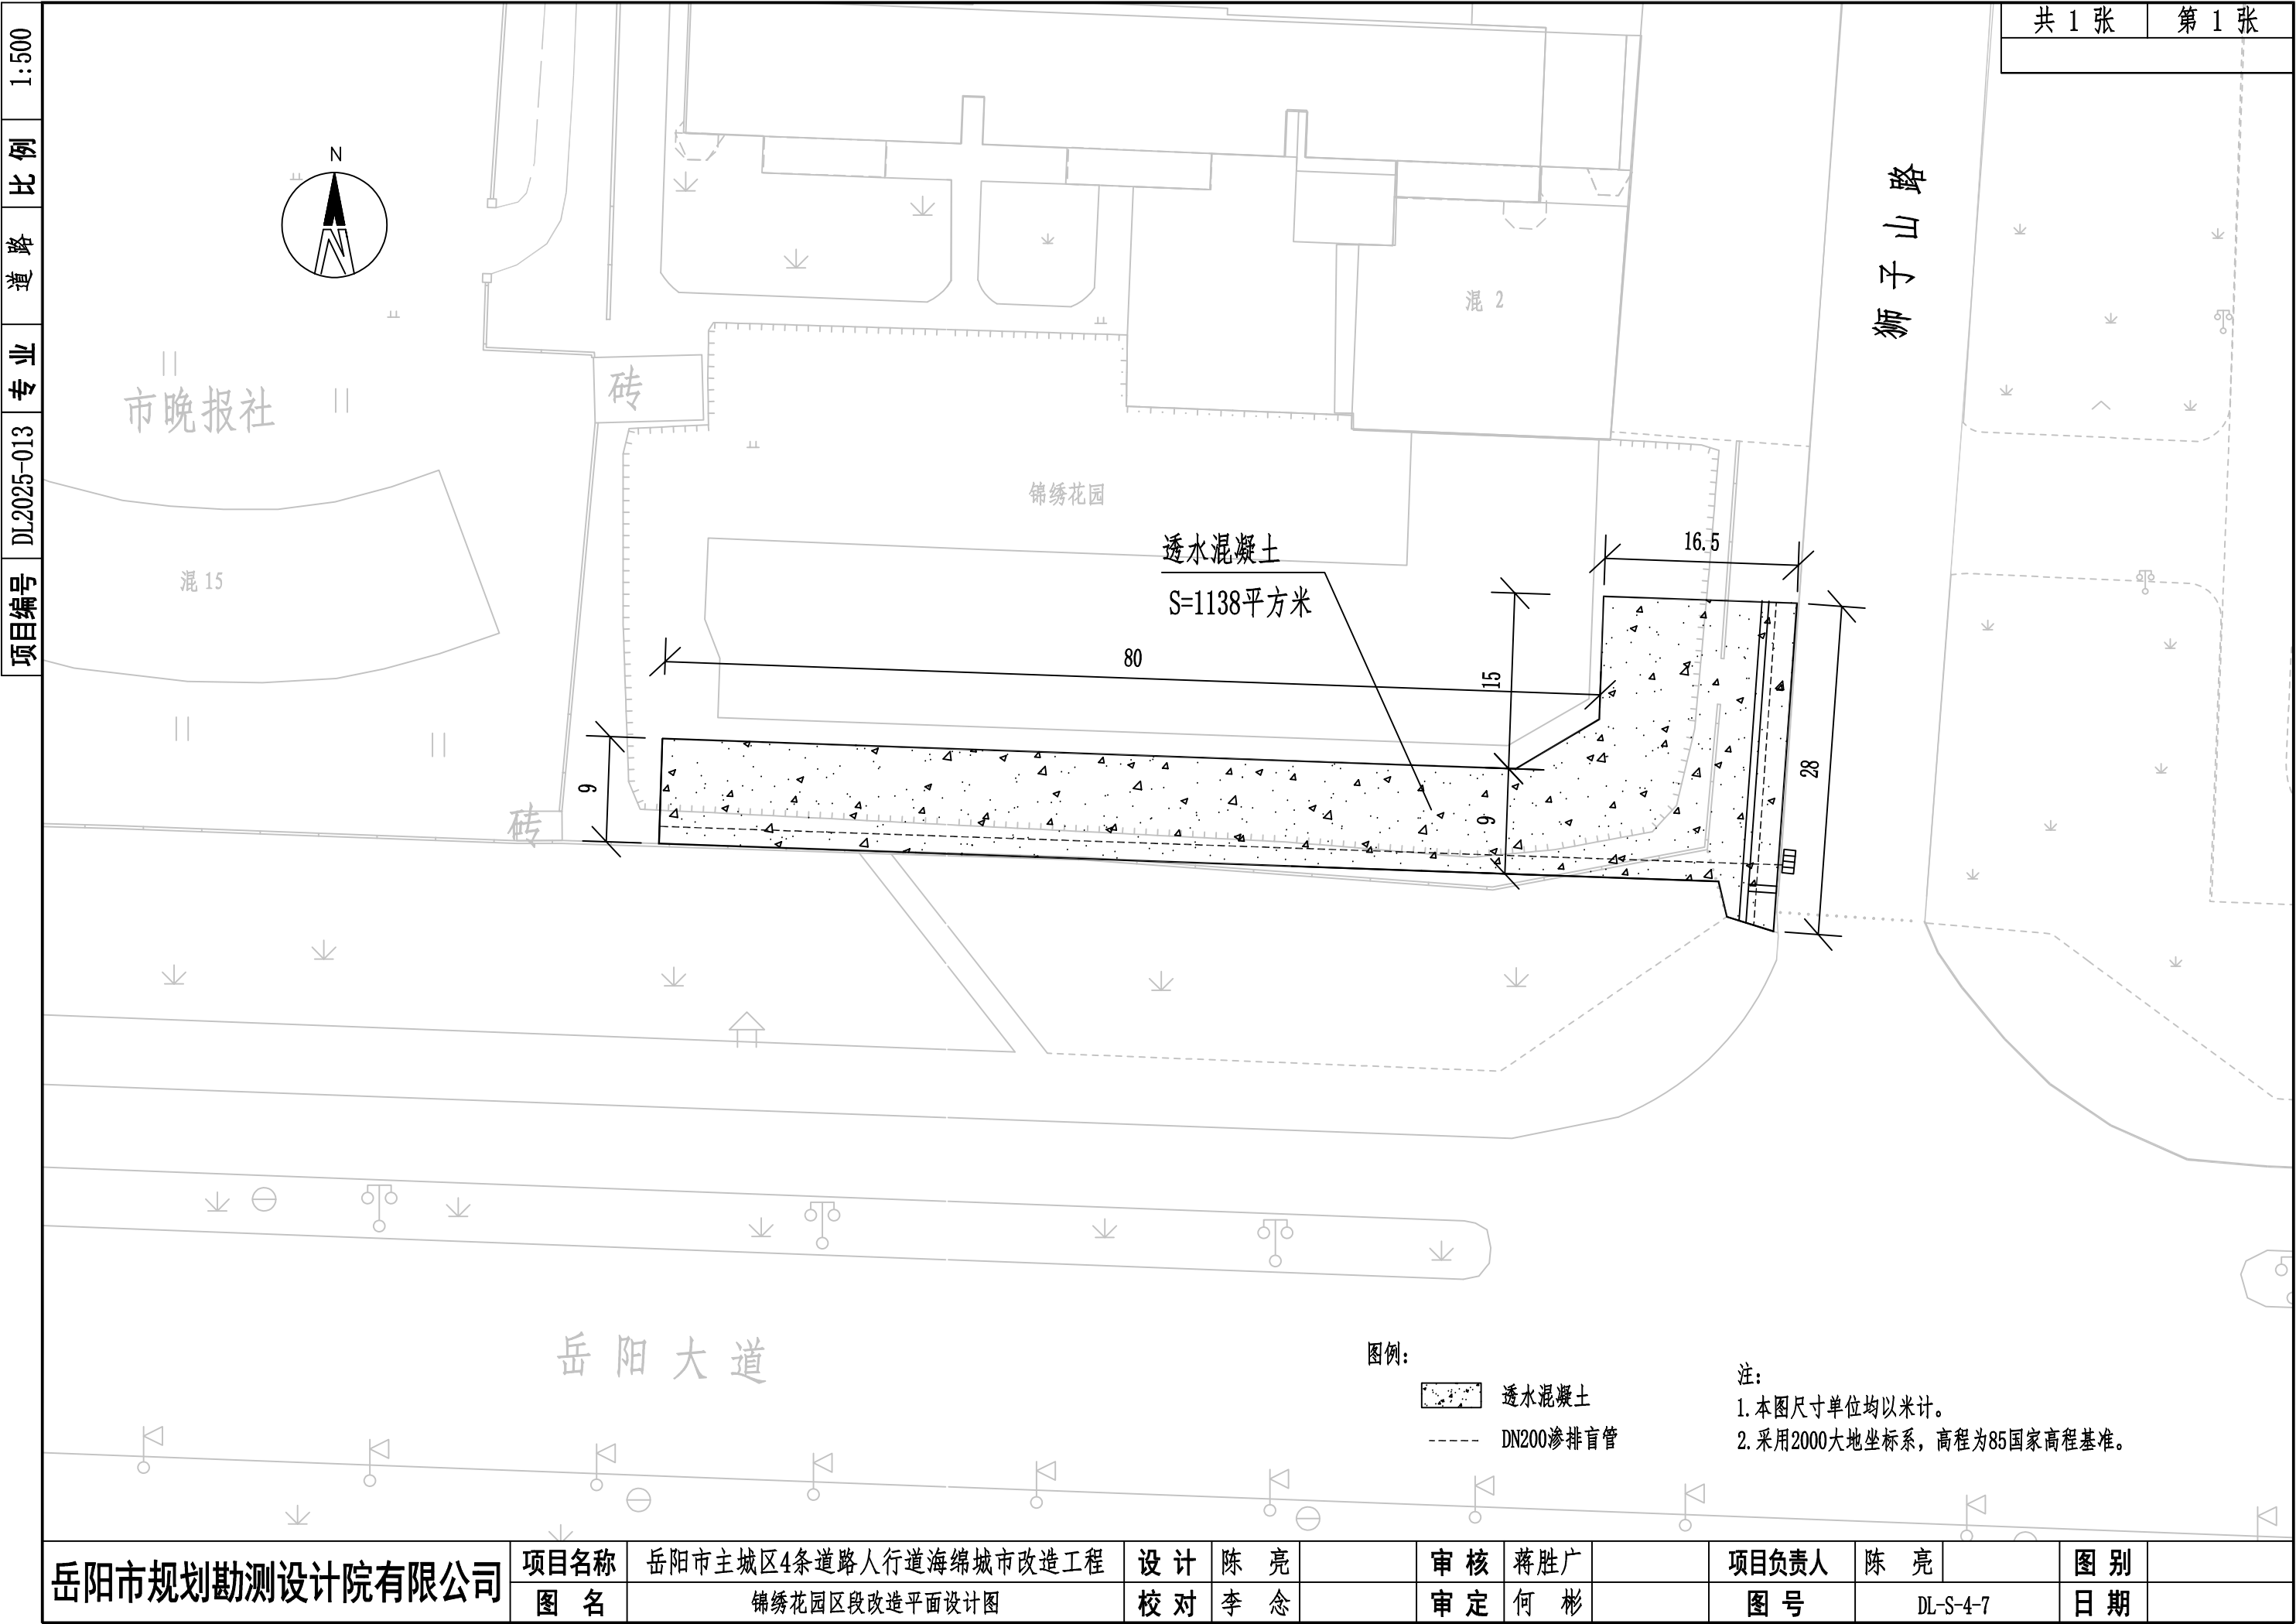 共 1 张 第 1 张
比 例 1:500
专 业 道 路
项目编号 DL2025-013
N
狮子山路
混 2
砖
市晚报社
锦绣花园
混 15
透水混凝土
S=1138平方米
16.5
80
15
28
9
9
砖
岳阳大道
图例:
透水混凝土
DN200渗排盲管
注:
1.本图尺寸单位均以米计。
2.采用2000大地坐标系，高程为85国家高程基准。
岳阳市规划勘测设计院有限公司
项目名称 岳阳市主城区4条道路人行道海绵城市改造工程 设 计 陈 亮 审 核 蒋胜广 项目负责人 陈 亮 图 别
图 名 锦绣花园区段改造平面设计图 校 对 李 念 审 定 何 彬 图 号 DL-S-4-7 日 期